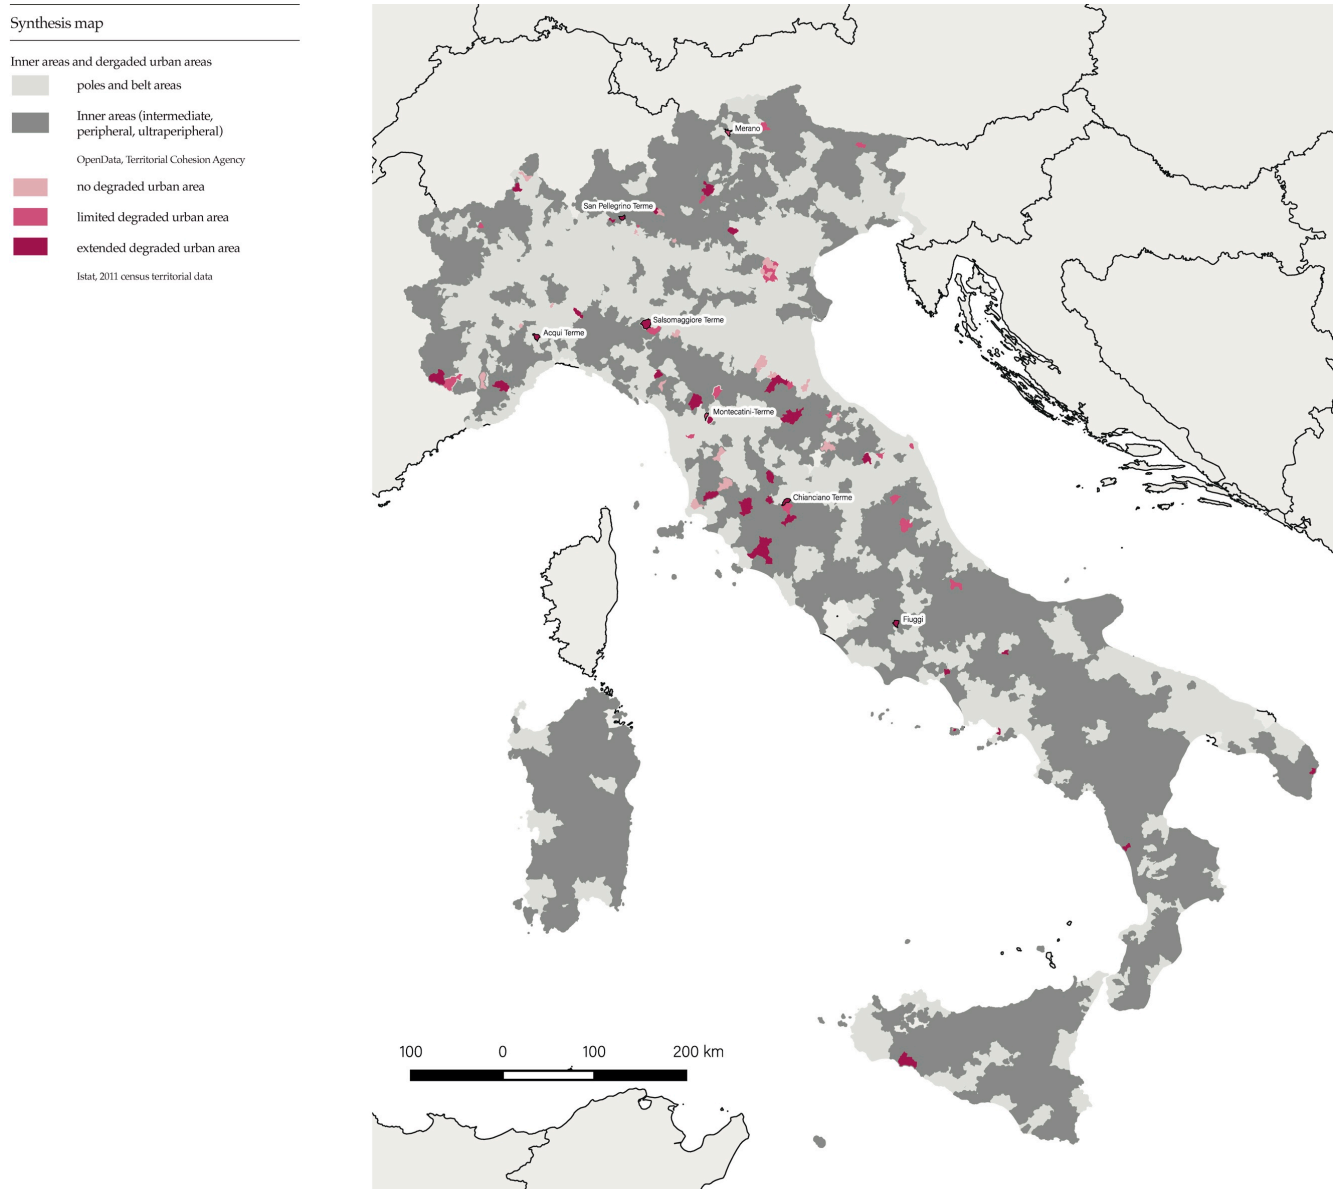 Synthesis map
Inner areas and dergaded urban areas
poles and belt areas
Inner areas (intermediate,
peripheral, ultraperipheral)
OpenData, Territorial Cohesion Agency
no degraded urban area
limited degraded urban area
extended degraded urban area
Istat, 2011 census territorial data
Merano
San Pellegrino Terme
Salsomaggiore Terme
Acqui Terme
Montecatini-Terme
Chianciano Terme
Fiuggi
100 0 100 200 km